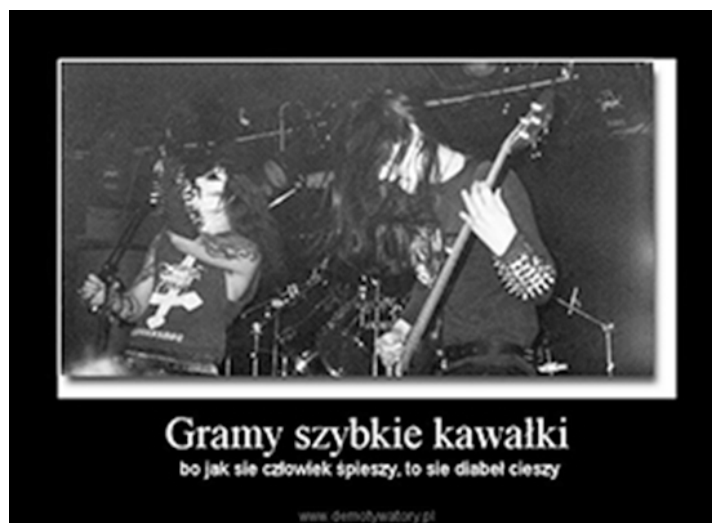 Gramy szybkie kawałki
bo jak sie człowiek śpieszy, to sie diabeł cieszy
www.demotywatory.pl